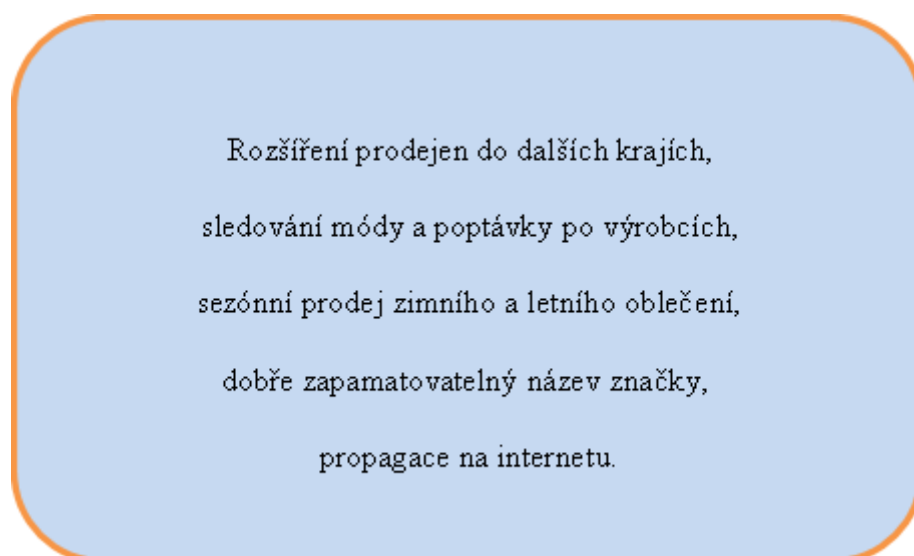 Rozšíření prodejen do dalších krajích,
sledování módy a poptávky po výrobcích,
sezónní prodej zimního a letního oblečení,
dobře zapamatovatelný název značky,
propagace na internetu.